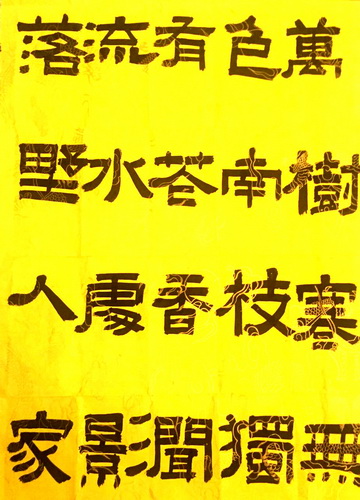 萬樹寒無
色南枝獨
有花香聞
流水處影
落墅人家